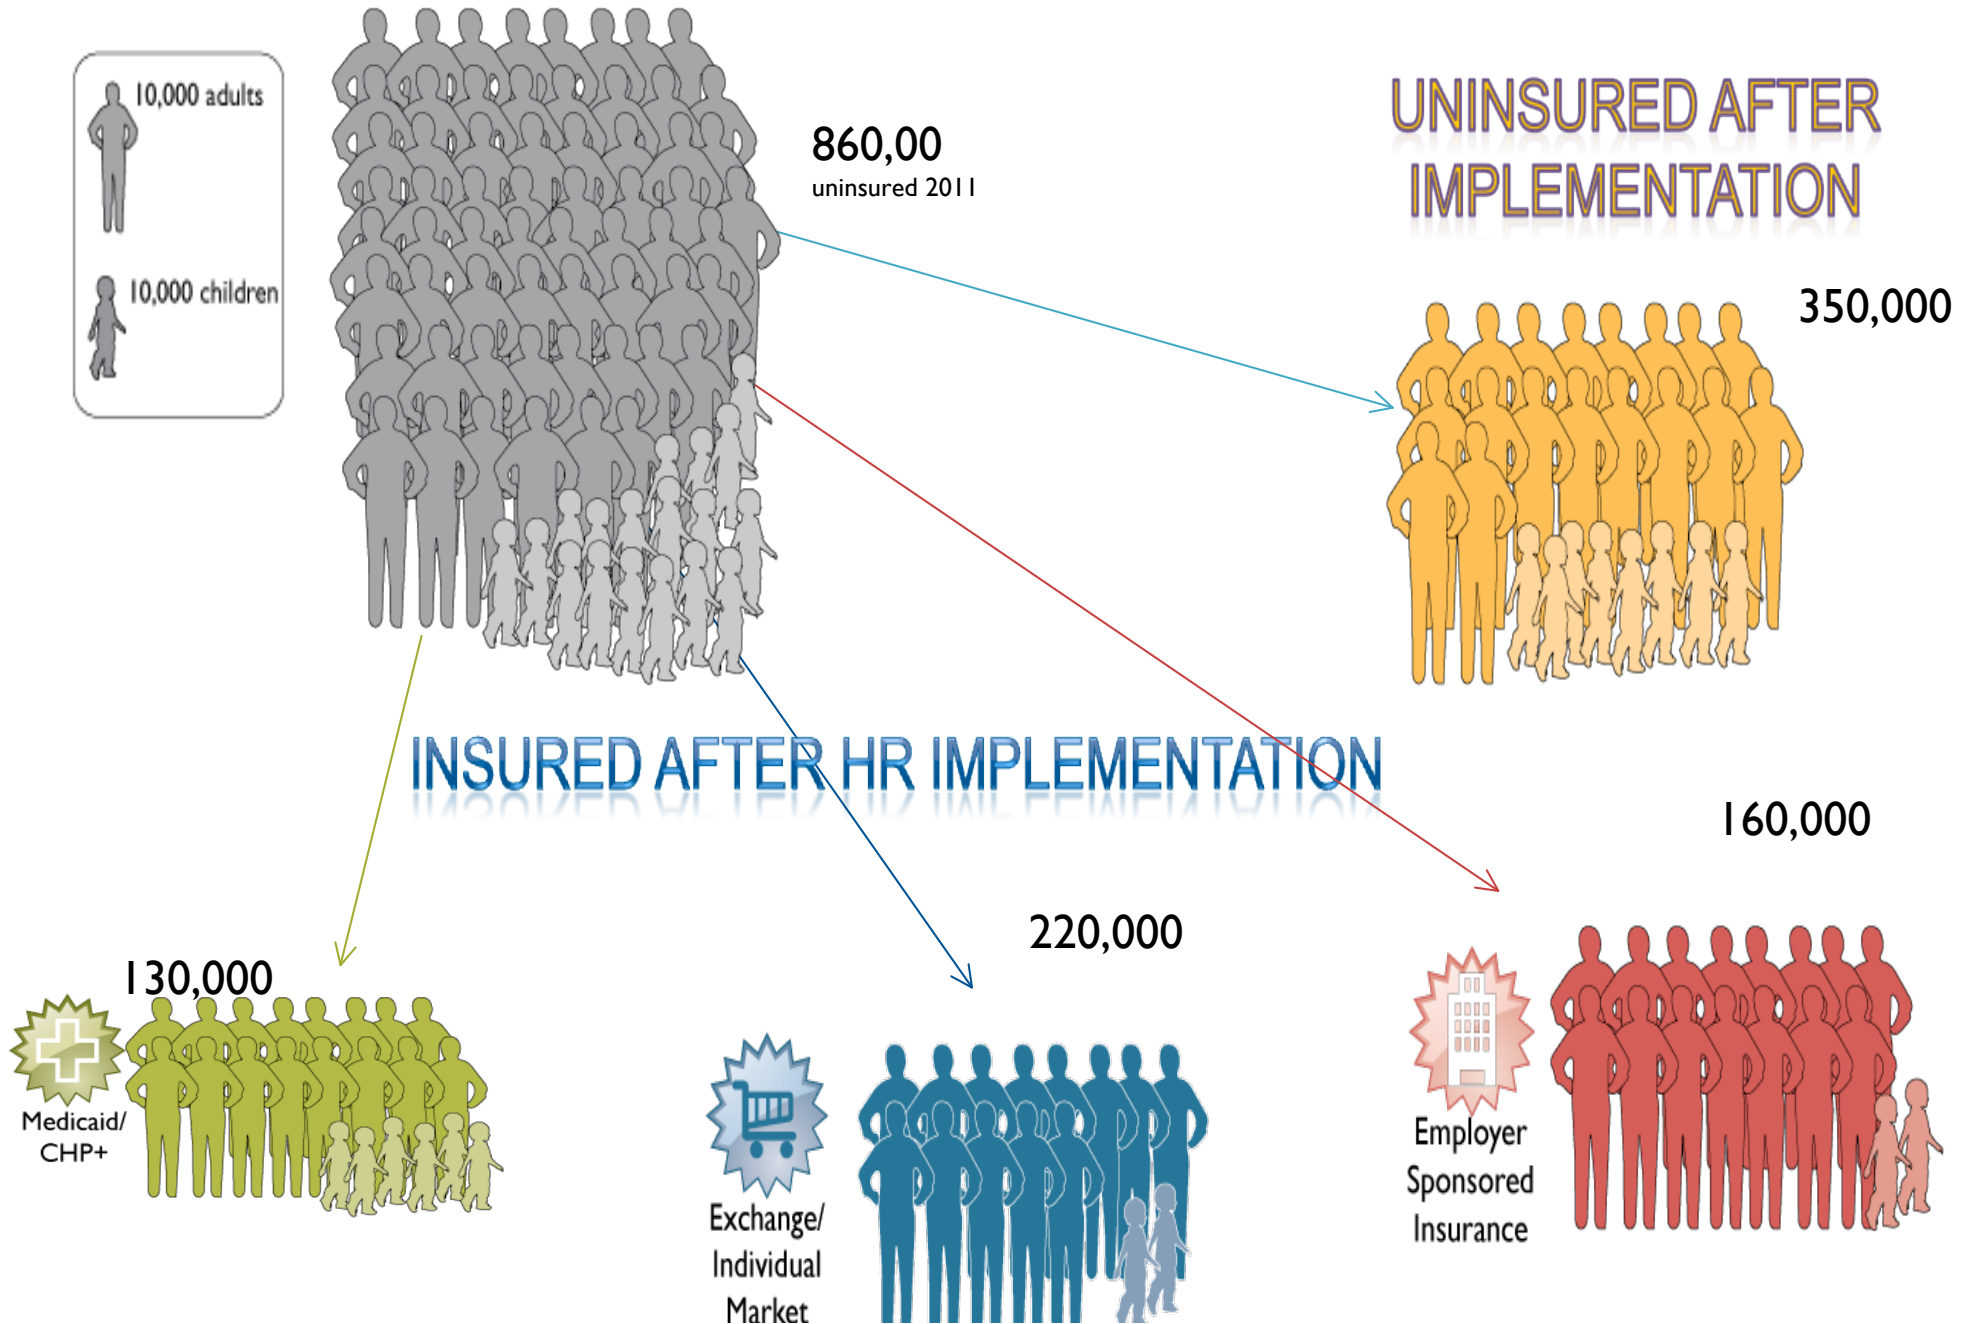 10,000 adults
10,000 children
860,00
uninsured 2011
UNINSURED AFTER
IMPLEMENTATION
350,000
INSURED AFTER HR IMPLEMENTATION
160,000
220,000
130,000
Medicaid/
CHP+
Exchange/
Individual
Market
Employer
Sponsored
Insurance